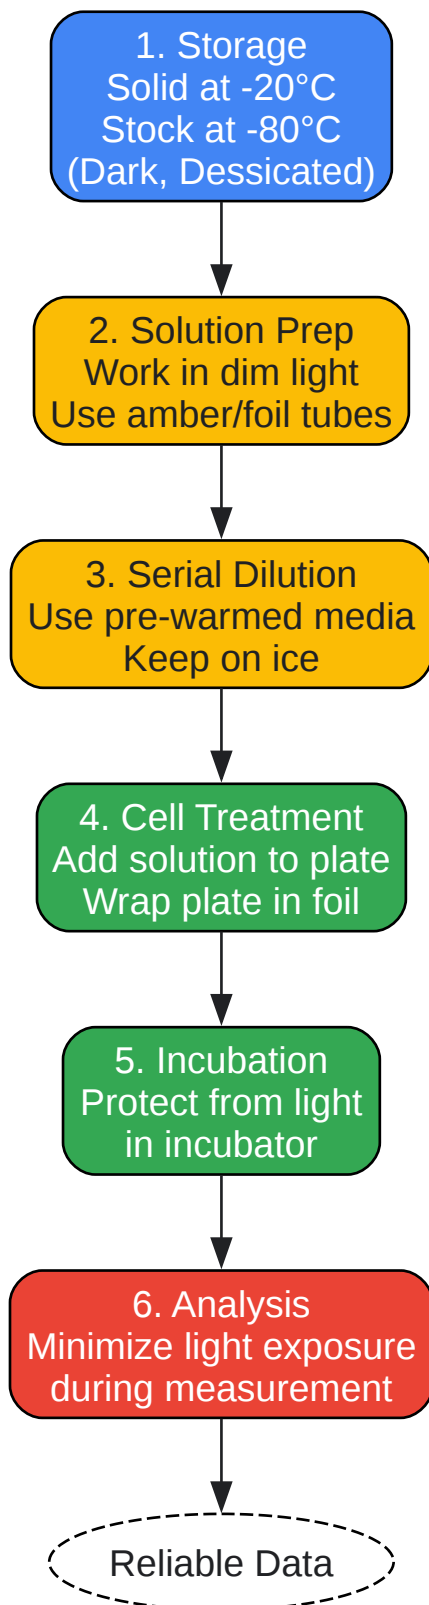 1. Storage
Solid at -20°C
Stock at -80°C
(Dark, Dessicated)
2. Solution Prep
Work in dim light
Use amber/foil tubes
3. Serial Dilution
Use pre-warmed media
Keep on ice
4. Cell Treatment
Add solution to plate
Wrap plate in foil
5. Incubation
Protect from light
in incubator
6. Analysis
Minimize light exposure
during measurement
Reliable Data